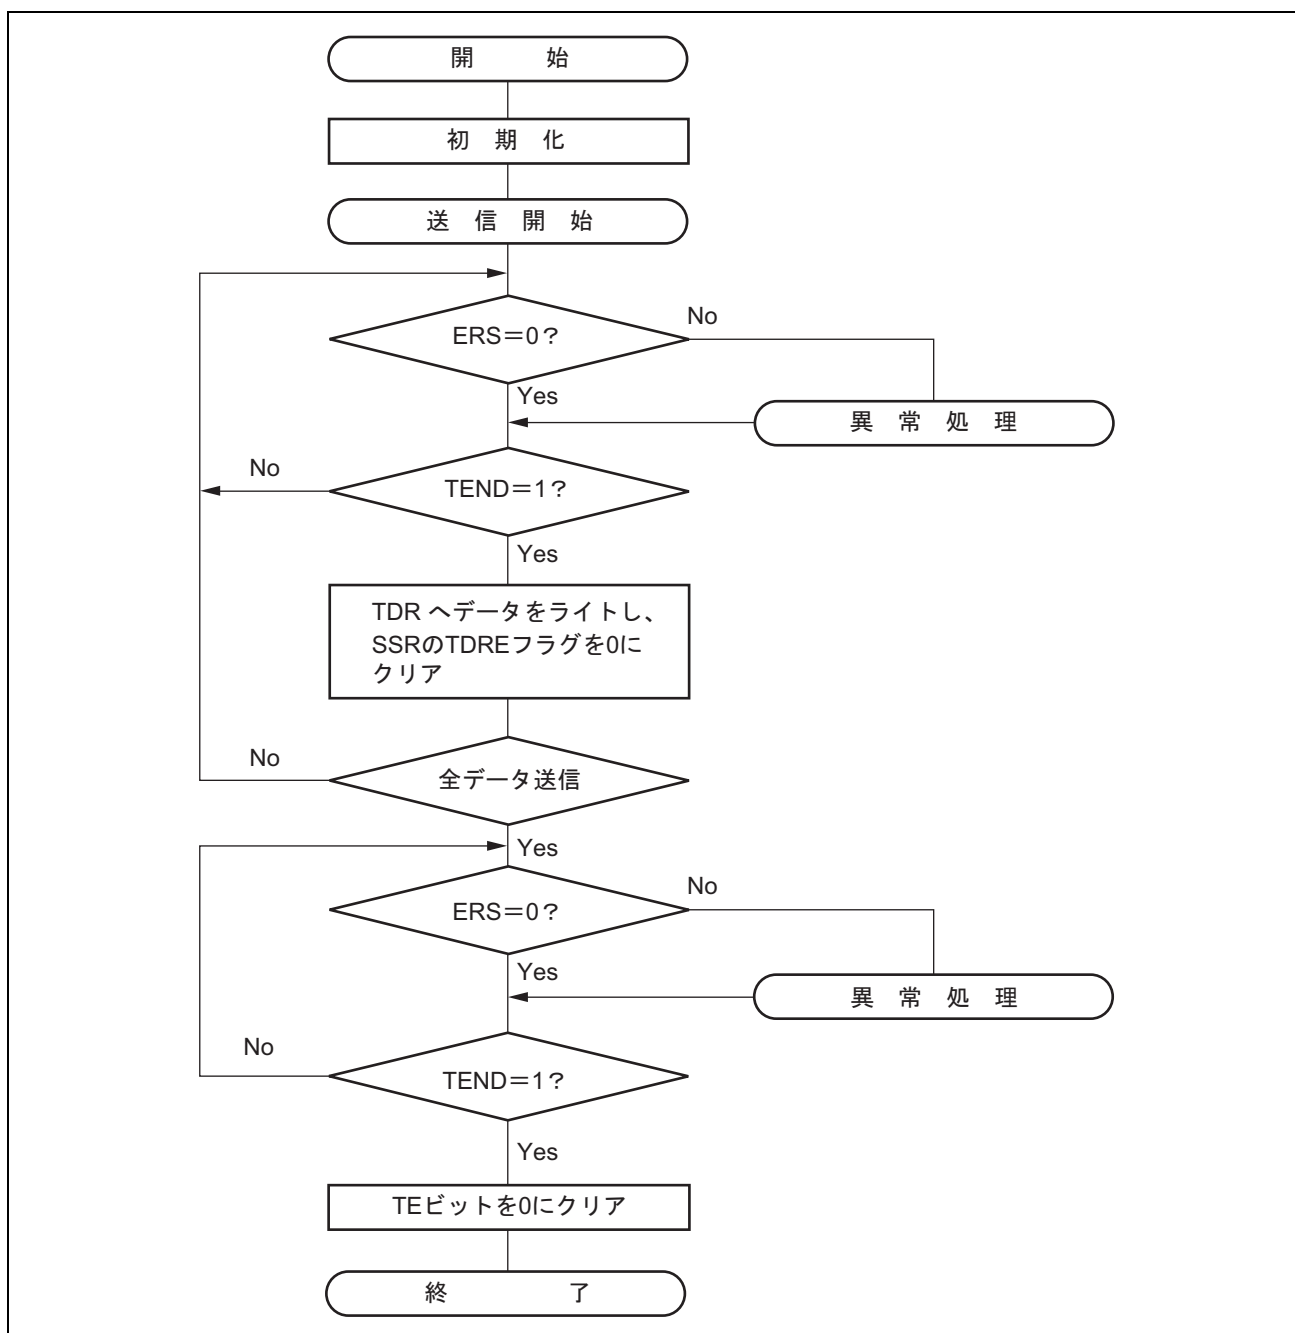 開　始
初　期　化
送　信　開　始
ERS＝0？
No
Yes
異　常　処　理
No
TEND＝1？
Yes
TDR へデータをライトし、
SSRのTDREフラグを0に
クリア
No
全データ送信
Yes
ERS＝0？
No
Yes
異　常　処　理
No
TEND＝1？
Yes
TEビットを0にクリア
終　了